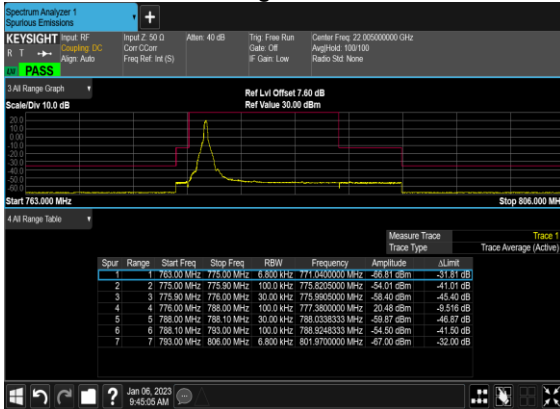 Spectrum Analyzer 1
Spurious Emissions
KEYSIGHT Input: RF Input Z: 50 Ω Atten: 40 dB Trig: Free Run Center Freq: 22.005000000 GHz
R T Coupling: DC Corr CCorr Gate: Off Avg|Hold: 100/100
Align: Auto Freq Ref: Int (S) IF Gain: Low Radio Std: None
PASS
3 All Range Graph
Ref Lvl Offset 7.60 dB
Scale/Div 10.0 dB Ref Value 30.00 dBm
20.0
10.0
0.00
-10.0
-20.0
-30.0
-40.0
-50.0
-60.0
Start 763.000 MHz Stop 806.000 MH
4 All Range Table
Measure Trace Trace 1
Trace Type Trace Average (Active)
Spur Range Start Freq Stop Freq RBW Frequency Amplitude ΔLimit
1 1 763.00 MHz 775.00 MHz 6.800 kHz 771.0400000 MHz -66.81 dBm -31.81 dB
2 2 775.00 MHz 775.90 MHz 100.0 kHz 775.8205000 MHz -54.01 dBm -41.01 dB
3 3 775.90 MHz 776.00 MHz 30.00 kHz 775.9905000 MHz -58.40 dBm -45.40 dB
4 4 776.00 MHz 788.00 MHz 100.0 kHz 777.3800000 MHz 20.48 dBm -9.516 dB
5 5 788.00 MHz 788.10 MHz 30.00 kHz 788.0338333 MHz -59.87 dBm -46.87 dB
6 6 788.10 MHz 793.00 MHz 100.0 kHz 788.9248333 MHz -54.50 dBm -41.50 dB
7 7 793.00 MHz 806.00 MHz 6.800 kHz 801.9700000 MHz -67.00 dBm -32.00 dB
Jan 06, 2023
9:45:05 AM